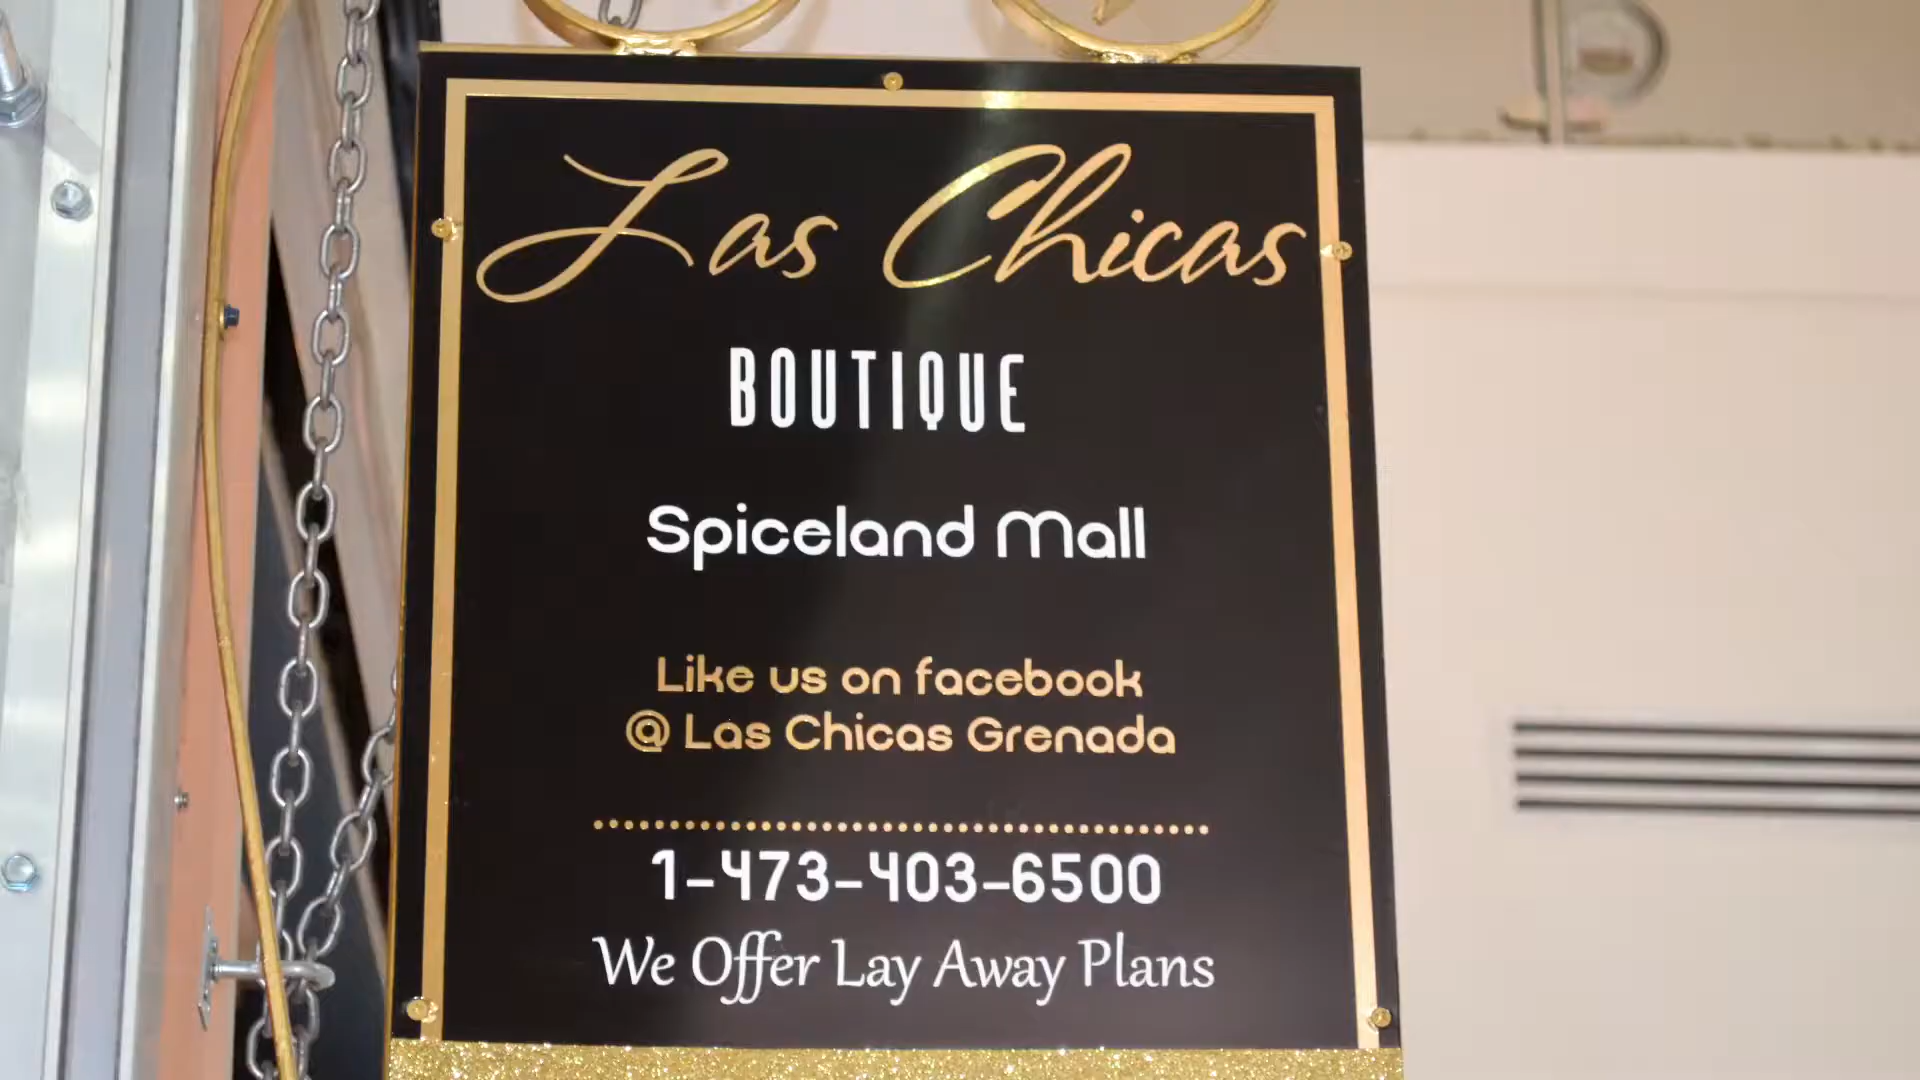 Las Chicas
BOUTIQUE
Spiceland Mall
Like us on facebook
@ Las Chicas Grenada
1-473-403-6500
We Offer Lay Away Plans